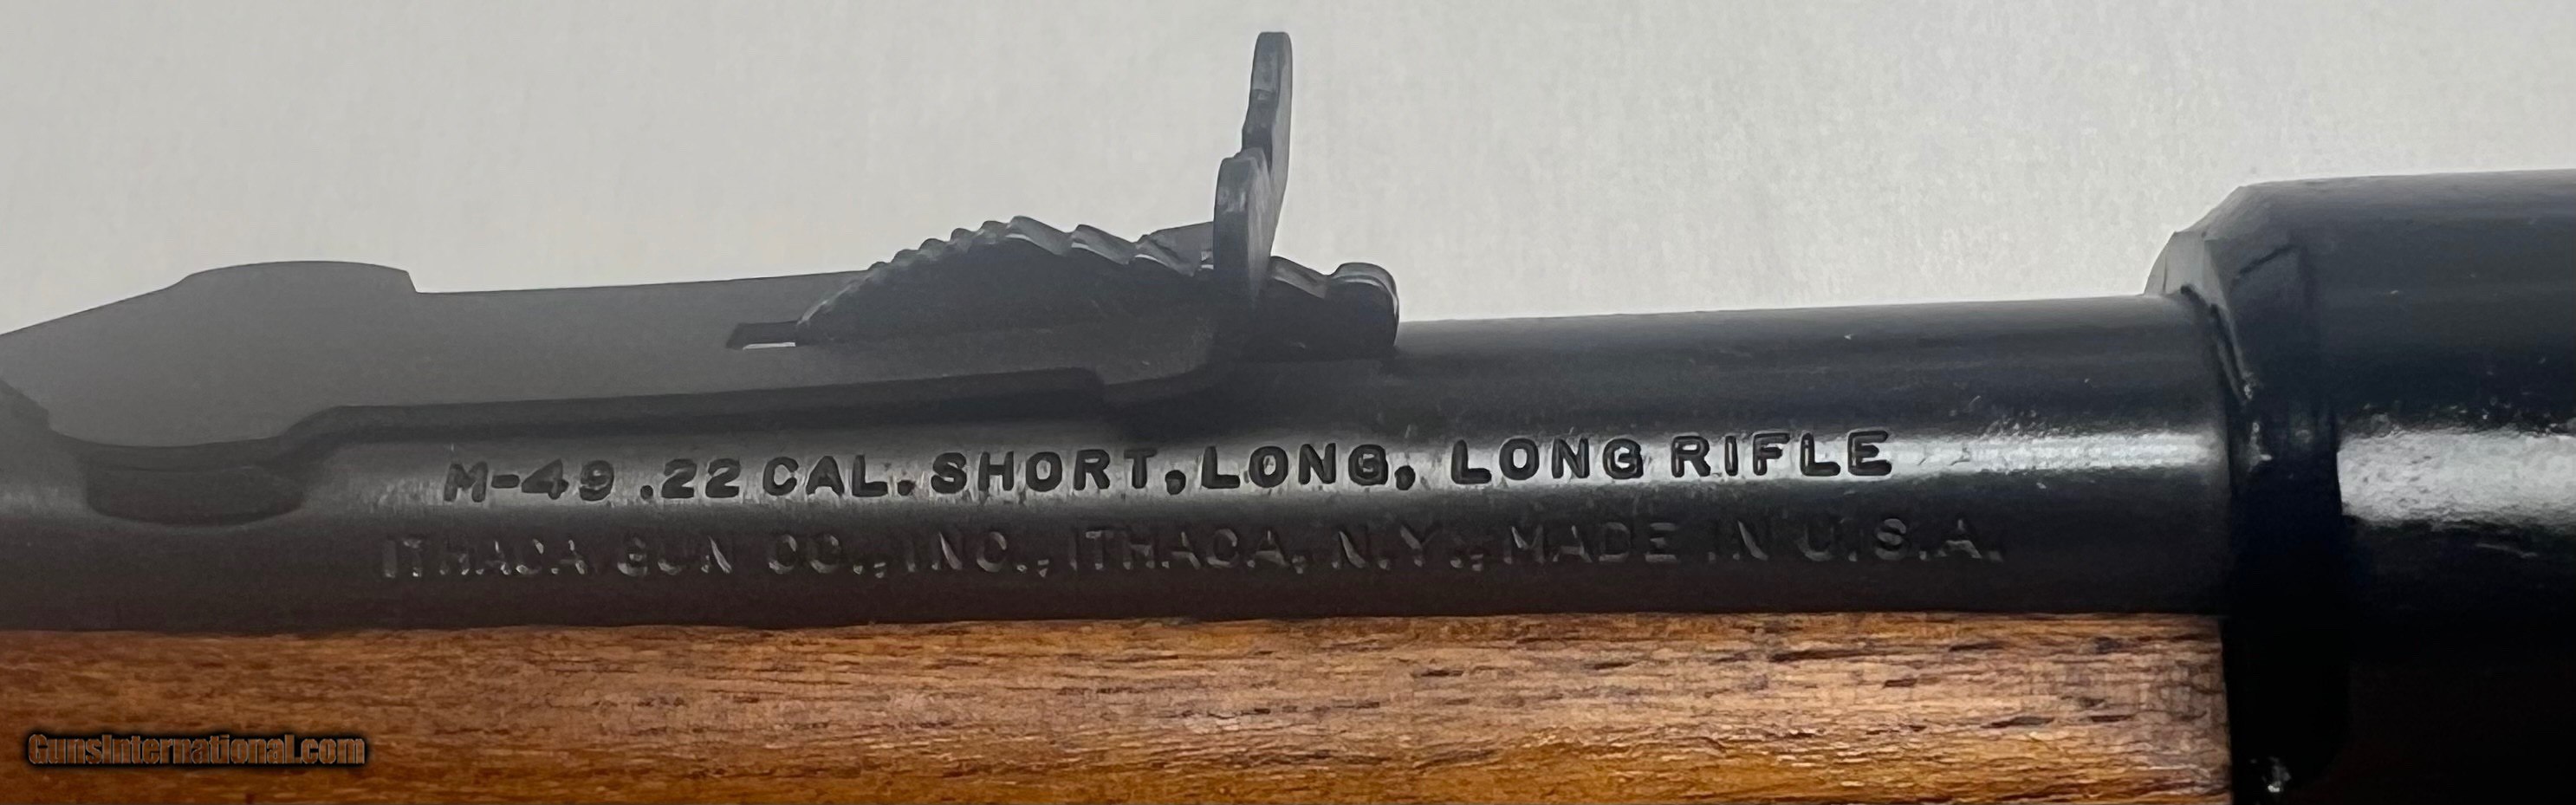 M-49 .22 CAL. SHORT, LONG, LONG RIFLE
ITHACA GUN CO., INC., ITHACA, N.Y., MADE IN U.S.A.
GunsInternational.com